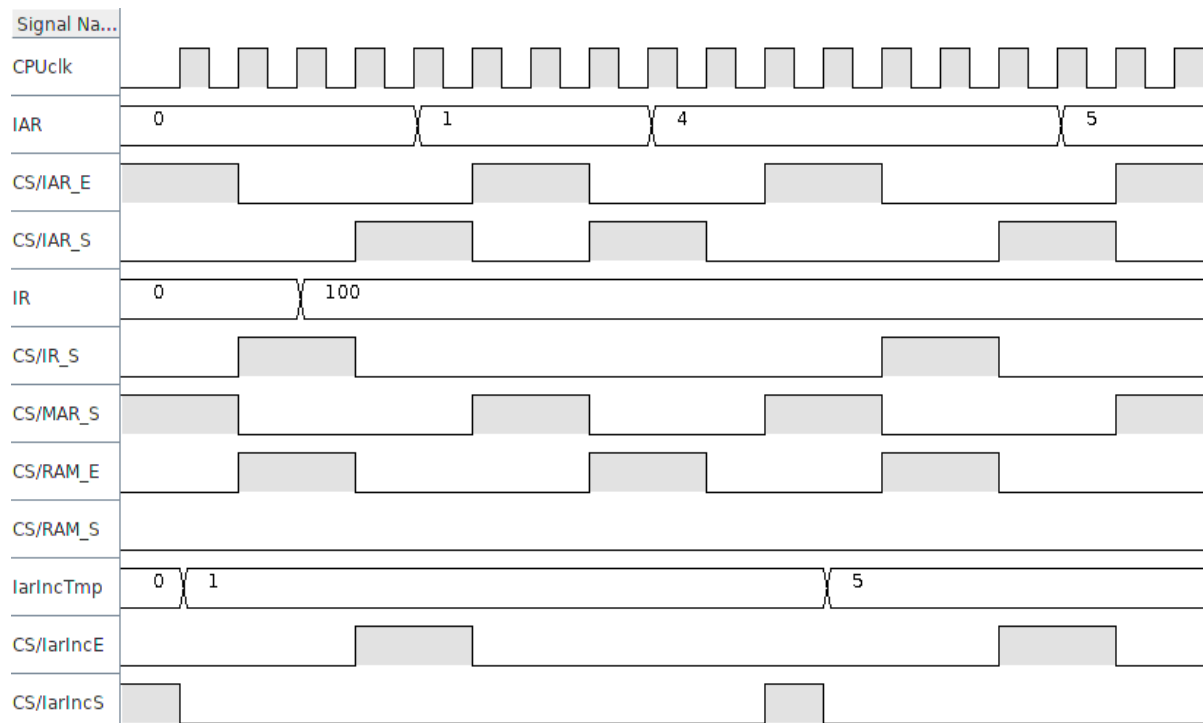 Signal Na...
CPUclk
IAR 0 1 4 5
CS/IAR_E
CS/IAR_S
IR 0 100
CS/IR_S
CS/MAR_S
CS/RAM_E
CS/RAM_S
IarIncTmp 0 1 5
CS/IarIncE
CS/IarIncS